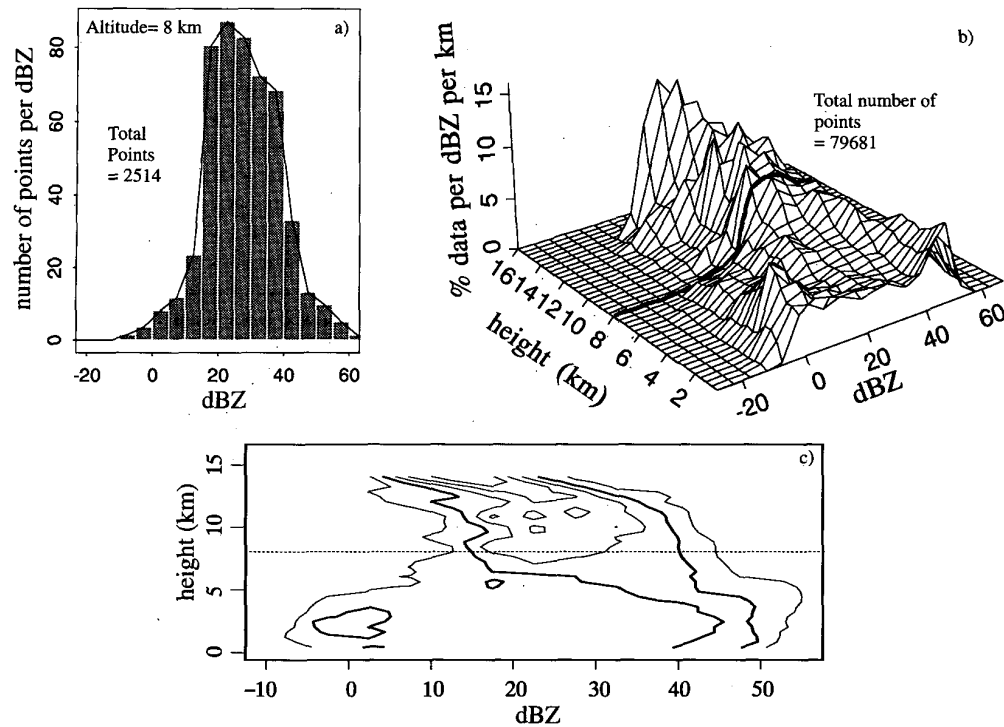 Altitude= 8 km
a)
number of points per dBZ
80
60
40
20
0
Total
Points
= 2514
-20 0 20 40 60
dBZ
b)
% data per dBZ per km
15
10
5
0
Total number of
points
= 79681
16 14 12 10 8 6 4 2
height (km)
-20 0 20 40 60
dBZ
c)
height (km)
15
10
5
0
-10 0 10 20 30 40 50
dBZ